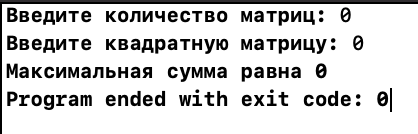 Введите количество матриц: 0
Введите квадратную матрицу: 0
Максимальная сумма равна 0
Program ended with exit code: 0